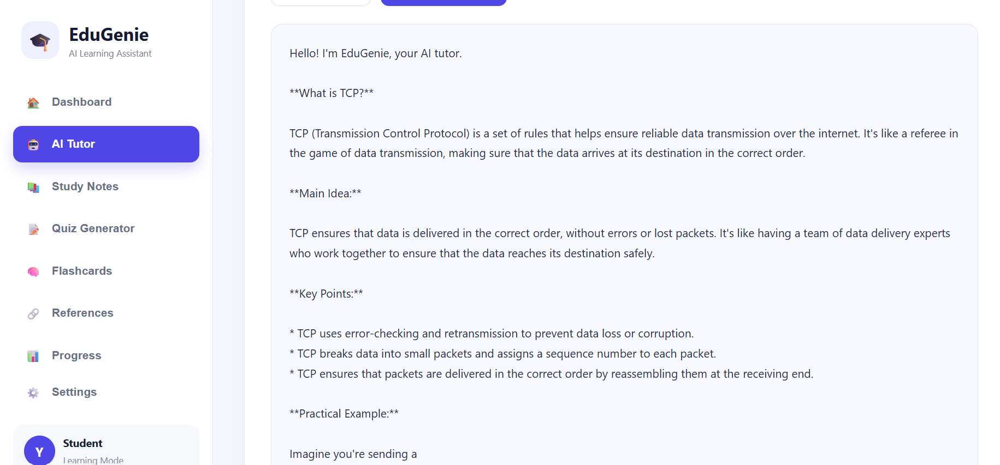 EduGenie
AI Learning Assistant
Dashboard
AI Tutor
Study Notes
Quiz Generator
Flashcards
References
Progress
Settings
Y
Student
Learning Mode
Hello! I'm EduGenie, your AI tutor.
**What is TCP?**
TCP (Transmission Control Protocol) is a set of rules that helps ensure reliable data transmission over the internet. It's like a referee in
the game of data transmission, making sure that the data arrives at its destination in the correct order.
**Main Idea:**
TCP ensures that data is delivered in the correct order, without errors or lost packets. It's like having a team of data delivery experts
who work together to ensure that the data reaches its destination safely.
**Key Points:**
* TCP uses error-checking and retransmission to prevent data loss or corruption.
* TCP breaks data into small packets and assigns a sequence number to each packet.
* TCP ensures that packets are delivered in the correct order by reassembling them at the receiving end.
**Practical Example:**
Imagine you're sending a